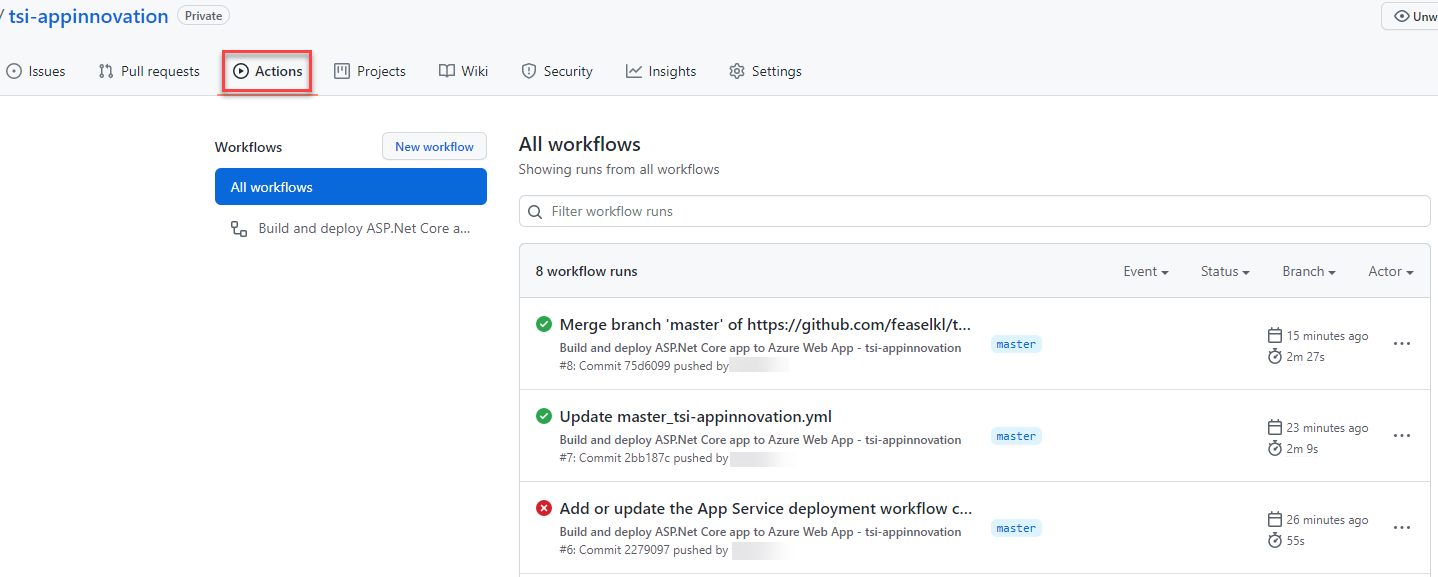 / tsi-appinnovation Private
Unw
Issues Pull requests Actions Projects Wiki Security Insights Settings
Workflows New workflow
All workflows
Build and deploy ASP.Net Core a...
All workflows
Showing runs from all workflows
Filter workflow runs
8 workflow runs Event Status Branch Actor
Merge branch 'master' of https://github.com/feaselkl/t...
Build and deploy ASP.Net Core app to Azure Web App - tsi-appinnovation
#8: Commit 75d6099 pushed by
master
15 minutes ago
2m 27s
Update master_tsi-appinnovation.yml
Build and deploy ASP.Net Core app to Azure Web App - tsi-appinnovation
#7: Commit 2bb187c pushed by
master
23 minutes ago
2m 9s
Add or update the App Service deployment workflow c...
Build and deploy ASP.Net Core app to Azure Web App - tsi-appinnovation
#6: Commit 2279097 pushed by
master
26 minutes ago
55s